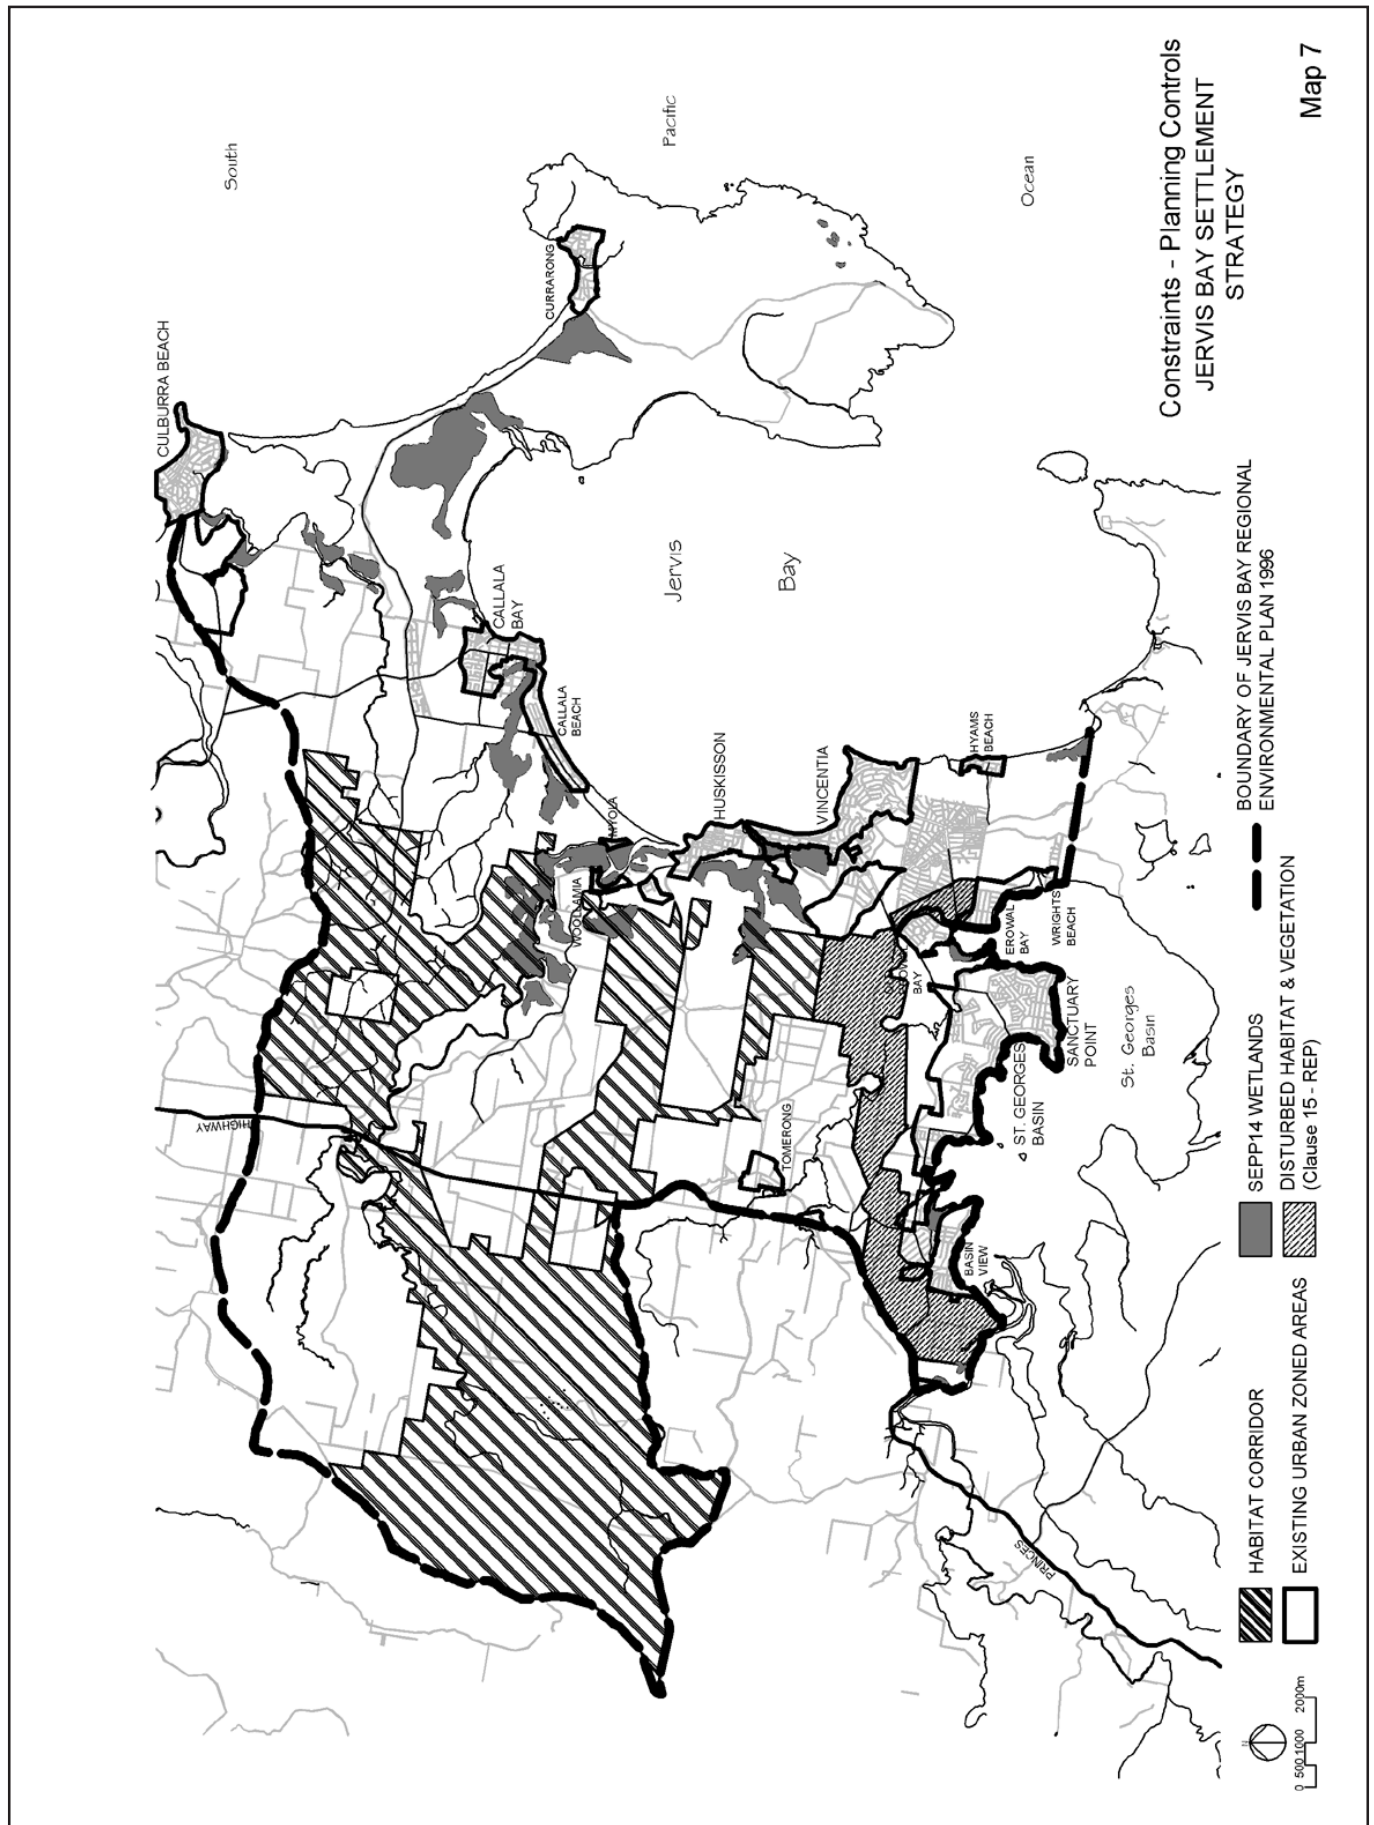 South
Pacific
Ocean
CULBURRA BEACH
CURRARONG
CALLALA
BAY
CALLALA
BEACH
Jervis
Bay
MYOLA
WOOLLAMIA
HUSKISSON
VINCENTIA
HYAMS
BEACH
HIGHWAY
TOMERONG
BAY
EROWAL
BAY
WRIGHTS
BEACH
SANCTUARY
POINT
ST. GEORGES
BASIN
St. Georges
Basin
BASIN
VIEW
PRINCES
Constraints - Planning Controls
JERVIS BAY SETTLEMENT
STRATEGY
Map 7
N
0 500 1000 2000m
HABITAT CORRIDOR
EXISTING URBAN ZONED AREAS
SEPP14 WETLANDS
DISTURBED HABITAT & VEGETATION
(Clause 15 - REP)
BOUNDARY OF JERVIS BAY REGIONAL
ENVIRONMENTAL PLAN 1996